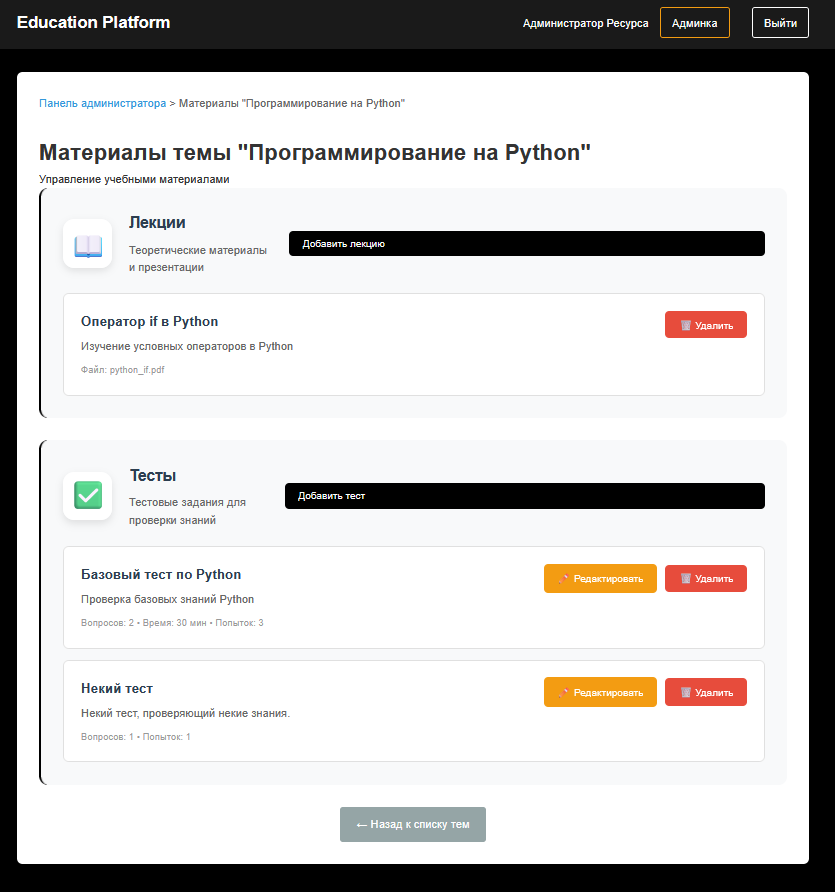 Education Platform
Администратор Ресурса
Админка
Выйти
Панель администратора > Материалы "Программирование на Python"
Материалы темы "Программирование на Python"
Управление учебными материалами
Лекции
Теоретические материалы
и презентации
Добавить лекцию
Оператор if в Python
Изучение условных операторов в Python
Файл: python_if.pdf
Удалить
Тесты
Тестовые задания для
проверки знаний
Добавить тест
Базовый тест по Python
Проверка базовых знаний Python
Вопросов: 2 • Время: 30 мин • Попыток: 3
Редактировать
Удалить
Некий тест
Некий тест, проверяющий некие знания.
Вопросов: 1 • Попыток: 1
Редактировать
Удалить
← Назад к списку тем